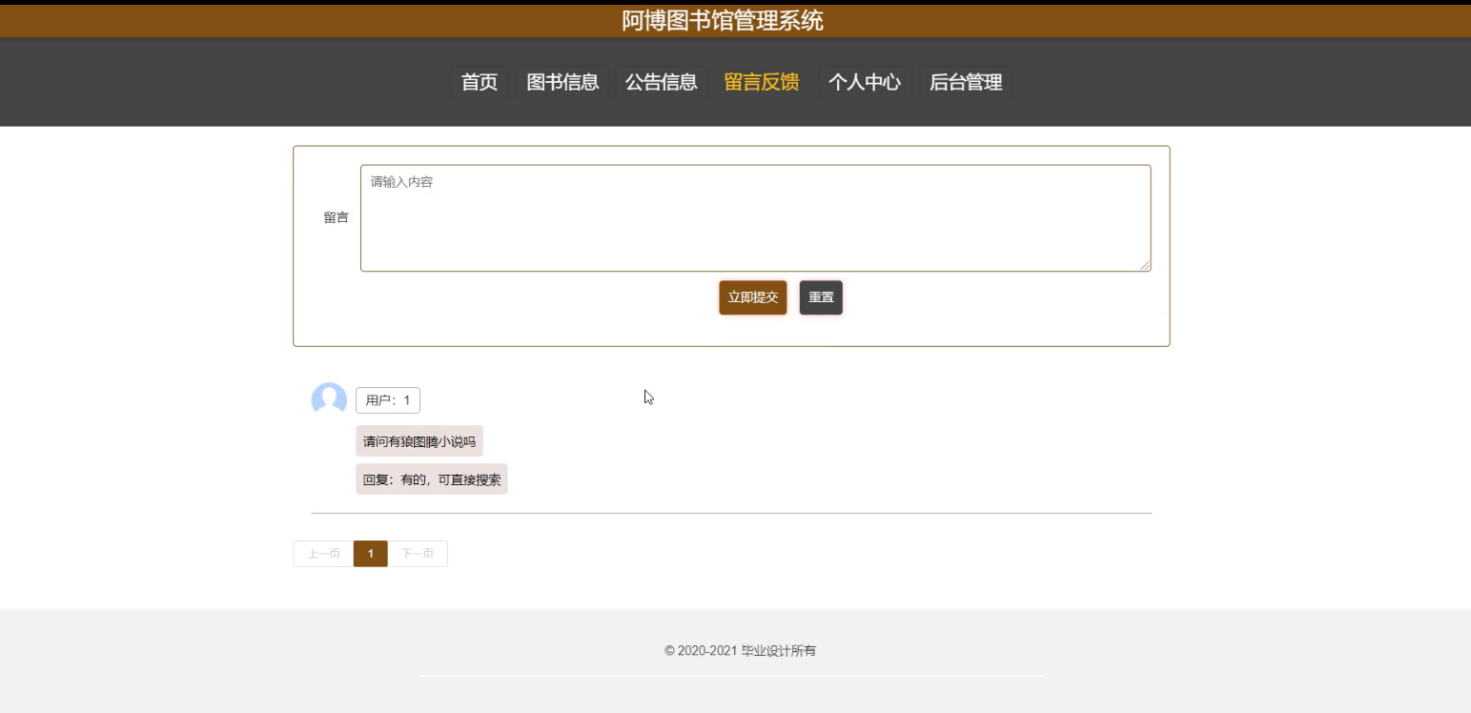 阿博图书馆管理系统
首页 图书信息 公告信息 留言反馈 个人中心 后台管理
请输入内容
留言
立即提交 重置
用户：1
请问有狼图腾小说吗
回复：有的，可直接搜索
上一页 1 下一页
© 2020-2021 毕业设计所有